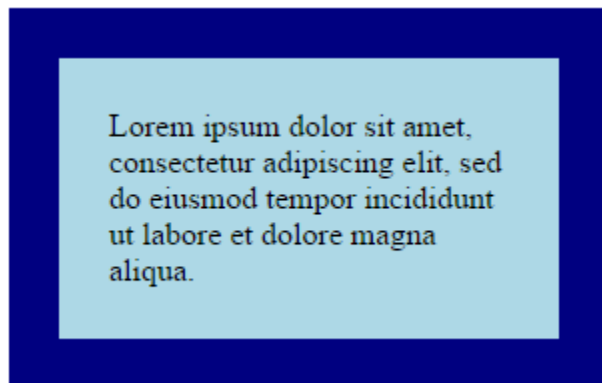 Lorem ipsum dolor sit amet,
consectetur adipiscing elit, sed
do eiusmod tempor incididunt
ut labore et dolore magna
aliqua.